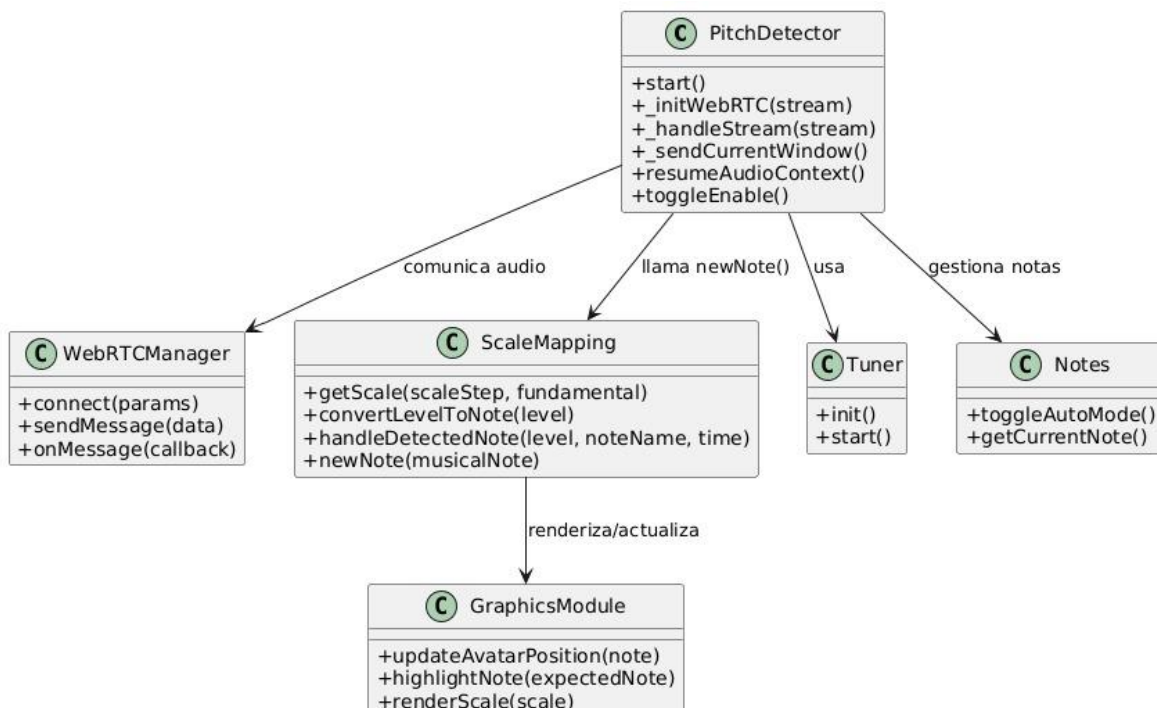 C PitchDetector
+start()
+_initWebRTC(stream)
+_handleStream(stream)
+_sendCurrentWindow()
+resumeAudioContext()
+toggleEnable()
comunica audio
llama newNote()
usa
gestiona notas
C WebRTCManager
+connect(params)
+sendMessage(data)
+onMessage(callback)
C ScaleMapping
+getScale(scaleStep, fundamental)
+convertLevelToNote(level)
+handleDetectedNote(level, noteName, time)
+newNote(musicalNote)
C Tuner
+init()
+start()
C Notes
+toggleAutoMode()
+getCurrentNote()
renderiza/actualiza
C GraphicsModule
+updateAvatarPosition(note)
+highlightNote(expectedNote)
+renderScale(scale)